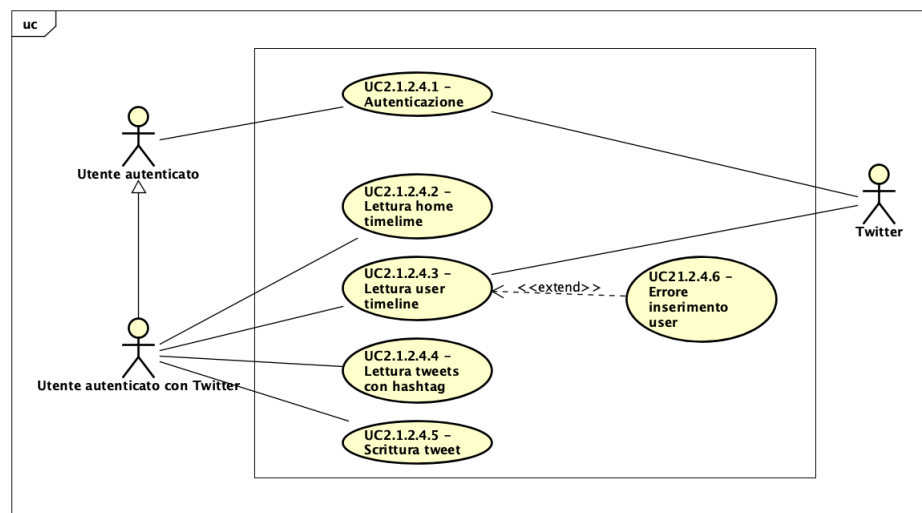 uc
UC2.1.2.4.1 –
Autenticazione
Utente autenticato
UC2.1.2.4.2 –
Lettura home
timelime
Twitter
UC2.1.2.4.3 –
Lettura user
timeline
<<extend>>
UC21.2.4.6 –
Errore
inserimento
user
UC2.1.2.4.4 –
Lettura tweets
con hashtag
Utente autenticato con Twitter
UC2.1.2.4.5 –
Scrittura tweet